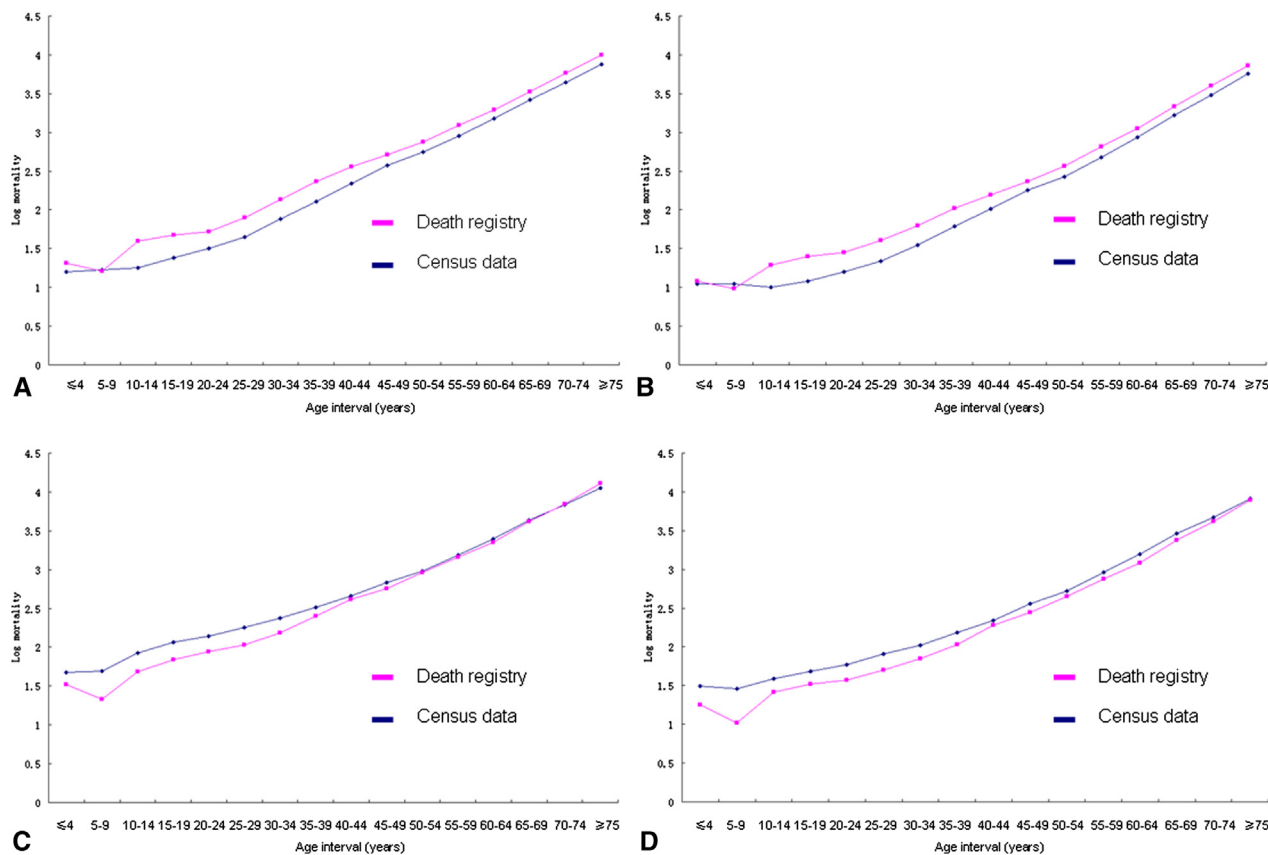 4.5
4
3.5
3
2.5
2
1.5
1
0.5
0
Log mortality
Death registry
Census data
≤4 5-9 10-14 15-19 20-24 25-29 30-34 35-39 40-44 45-49 50-54 55-59 60-64 65-69 70-74 ≥75
Age interval (years)
A
4.5
4
3.5
3
2.5
2
1.5
1
0.5
0
Log mortality
Death registry
Census data
≤4 5-9 10-14 15-19 20-24 25-29 30-34 35-39 40-44 45-49 50-54 55-59 60-64 65-69 70-74 ≥75
Age interval (years)
B
4.5
4
3.5
3
2.5
2
1.5
1
0.5
0
Log mortality
Death registry
Census data
≤4 5-9 10-14 15-19 20-24 25-29 30-34 35-39 40-44 45-49 50-54 55-59 60-64 65-69 70-74 ≥75
Age interval (years)
C
4.5
4
3.5
3
2.5
2
1.5
1
0.5
0
Log mortality
Death registry
Census data
≤4 5-9 10-14 15-19 20-24 25-29 30-34 35-39 40-44 45-49 50-54 55-59 60-64 65-69 70-74 ≥75
Age interval (years)
D